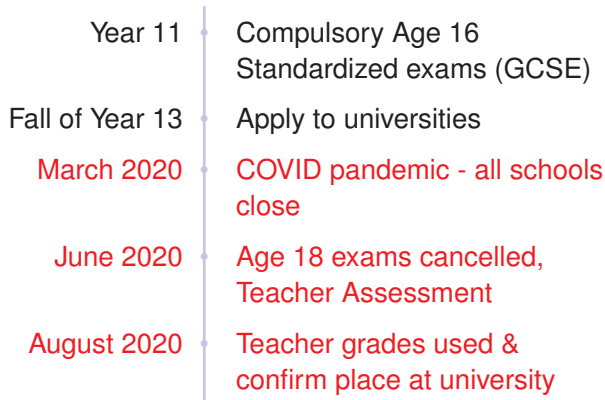 Year 11 Compulsory Age 16
Standardized exams (GCSE)
Fall of Year 13 Apply to universities
March 2020 COVID pandemic - all schools
close
June 2020 Age 18 exams cancelled,
Teacher Assessment
August 2020 Teacher grades used &
confirm place at university